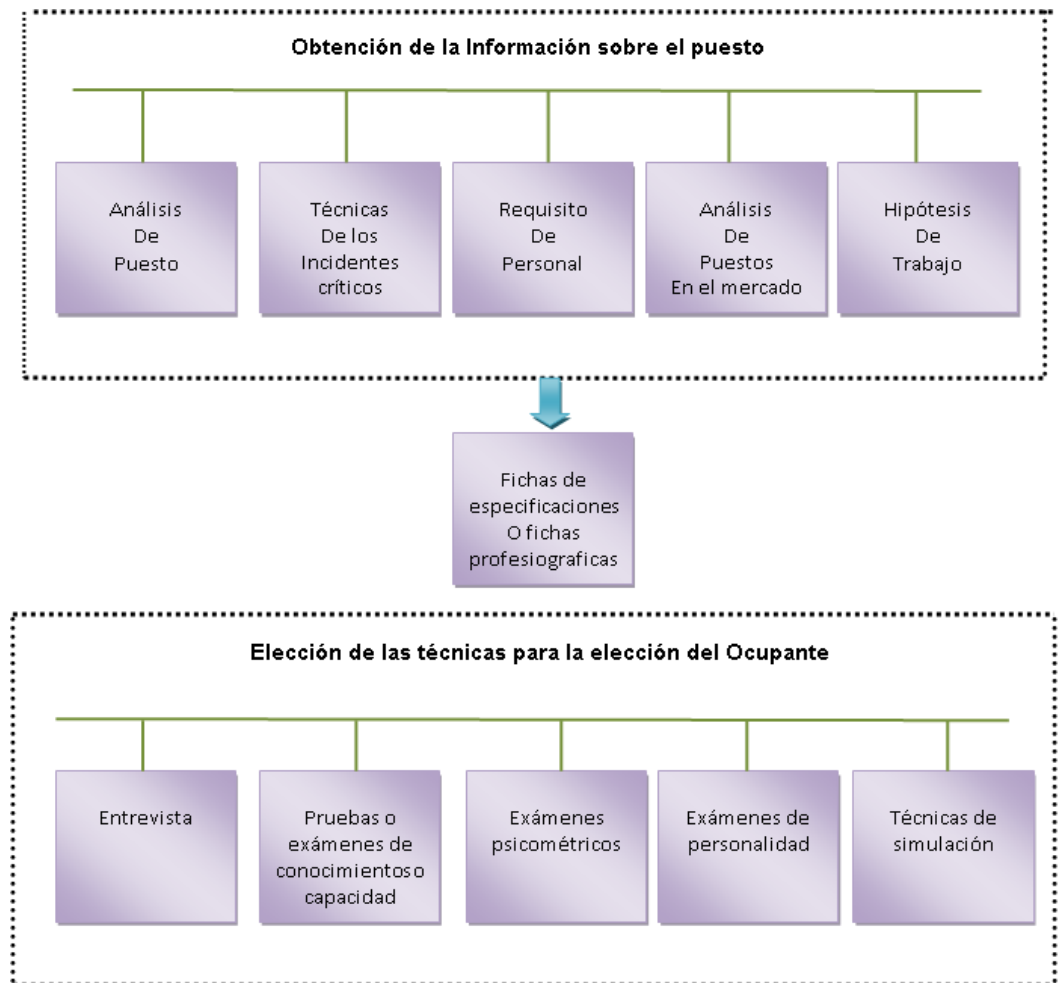 Obtención de la Información sobre el puesto
Análisis
De
Puesto
Técnicas
De los
Incidentes
críticos
Requisito
De
Personal
Análisis
De
Puestos
En el mercado
Hipótesis
De
Trabajo
Fichas de
especificaciones
O fichas
profesiograficas
Elección de las técnicas para la elección del Ocupante
Entrevista
Pruebas o
exámenes de
conocimientoso
capacidad
Exámenes
psicométricos
Exámenes de
personalidad
Técnicas de
simulación